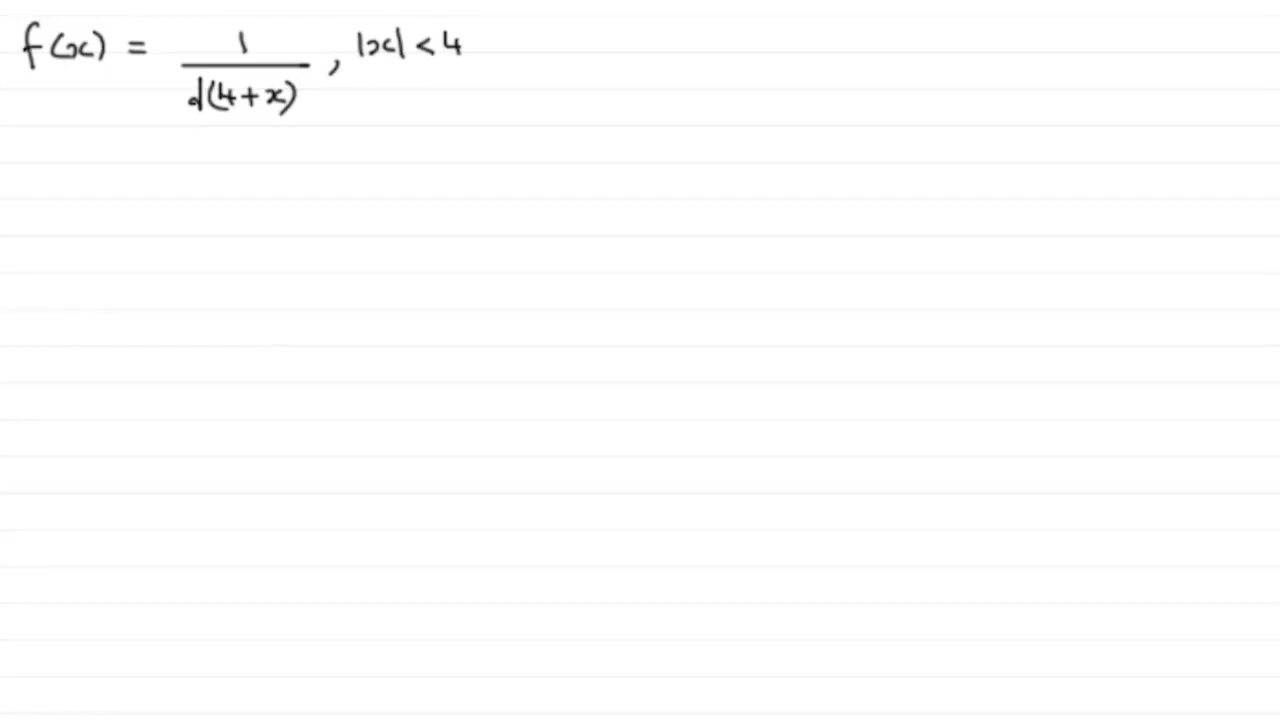 f(x) = 1/√(4+x), |x| < 4